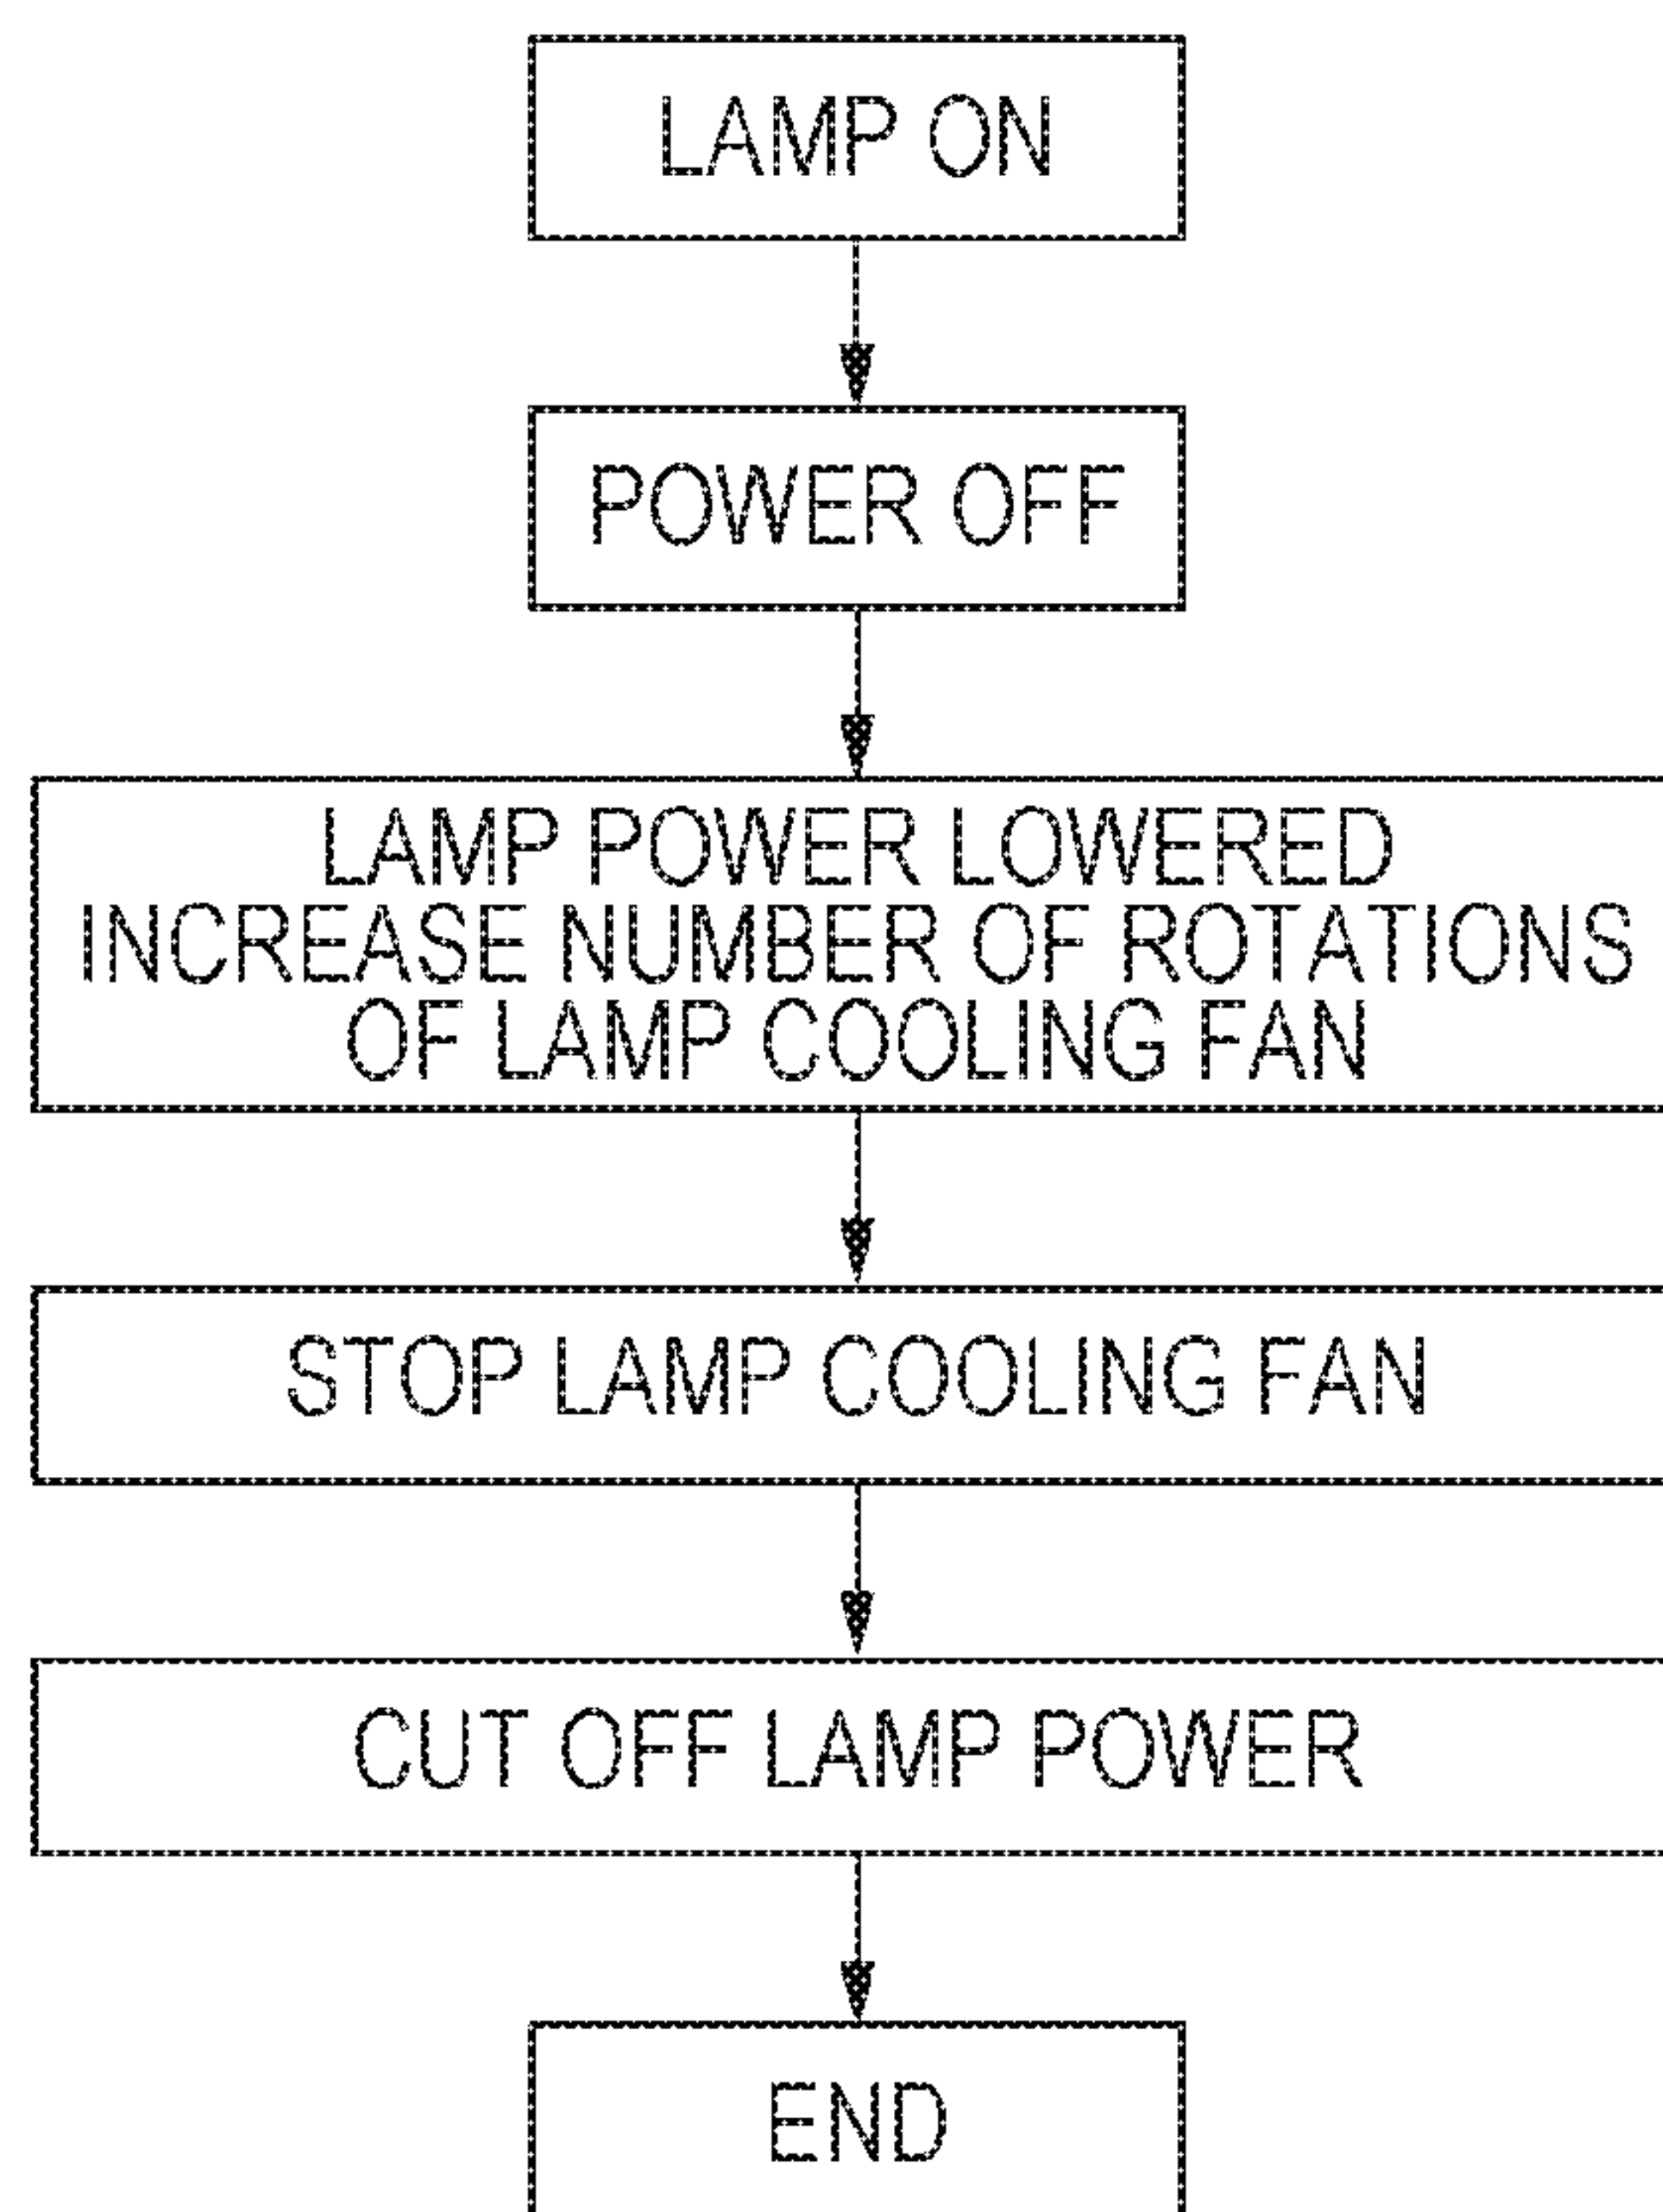 LAMP ON
POWER OFF
LAMP POWER LOWERED
INCREASE NUMBER OF ROTATIONS
OF LAMP COOLING FAN
STOP LAMP COOLING FAN
CUT OFF LAMP POWER
END